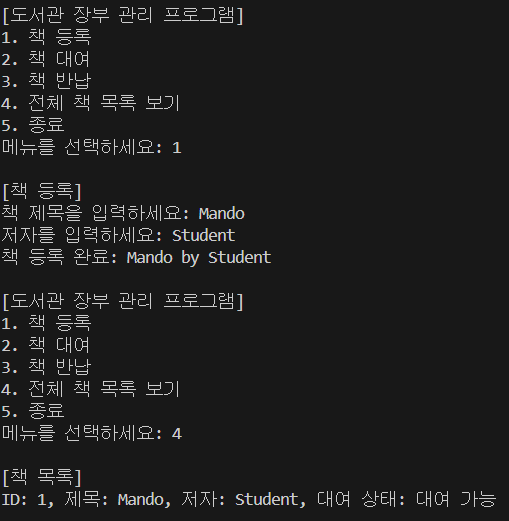 [도서관 장부 관리 프로그램]
1. 책 등록
2. 책 대여
3. 책 반납
4. 전체 책 목록 보기
5. 종료
메뉴를 선택하세요: 1
[책 등록]
책 제목을 입력하세요: Mando
저자를 입력하세요: Student
책 등록 완료: Mando by Student
[도서관 장부 관리 프로그램]
1. 책 등록
2. 책 대여
3. 책 반납
4. 전체 책 목록 보기
5. 종료
메뉴를 선택하세요: 4
[책 목록]
ID: 1, 제목: Mando, 저자: Student, 대여 상태: 대여 가능